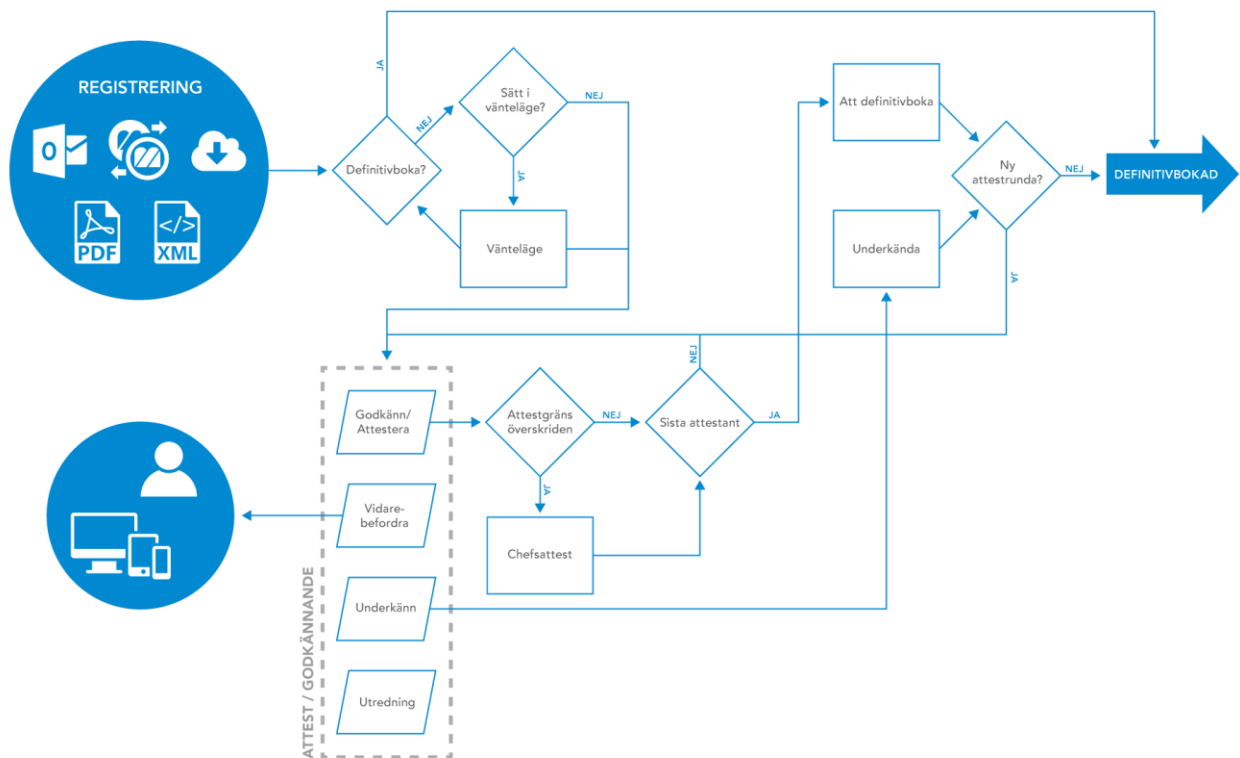 REGISTRERING
O
PDF
</>
XML
Definitivboka?
JA
NEJ
Sätt i
vänteläge?
NEJ
JA
Vänteläge
Att definitivboka
Underkända
Ny
attestrunda?
NEJ
JA
DEFINITIVBOKAD
ATTEST / GODKÄNNANDE
Godkänn/
Attestera
Vidare-
befordra
Underkänn
Utredning
Attestgräns
överskriden
NEJ
JA
Chefsattest
Sista attestant
NEJ
JA